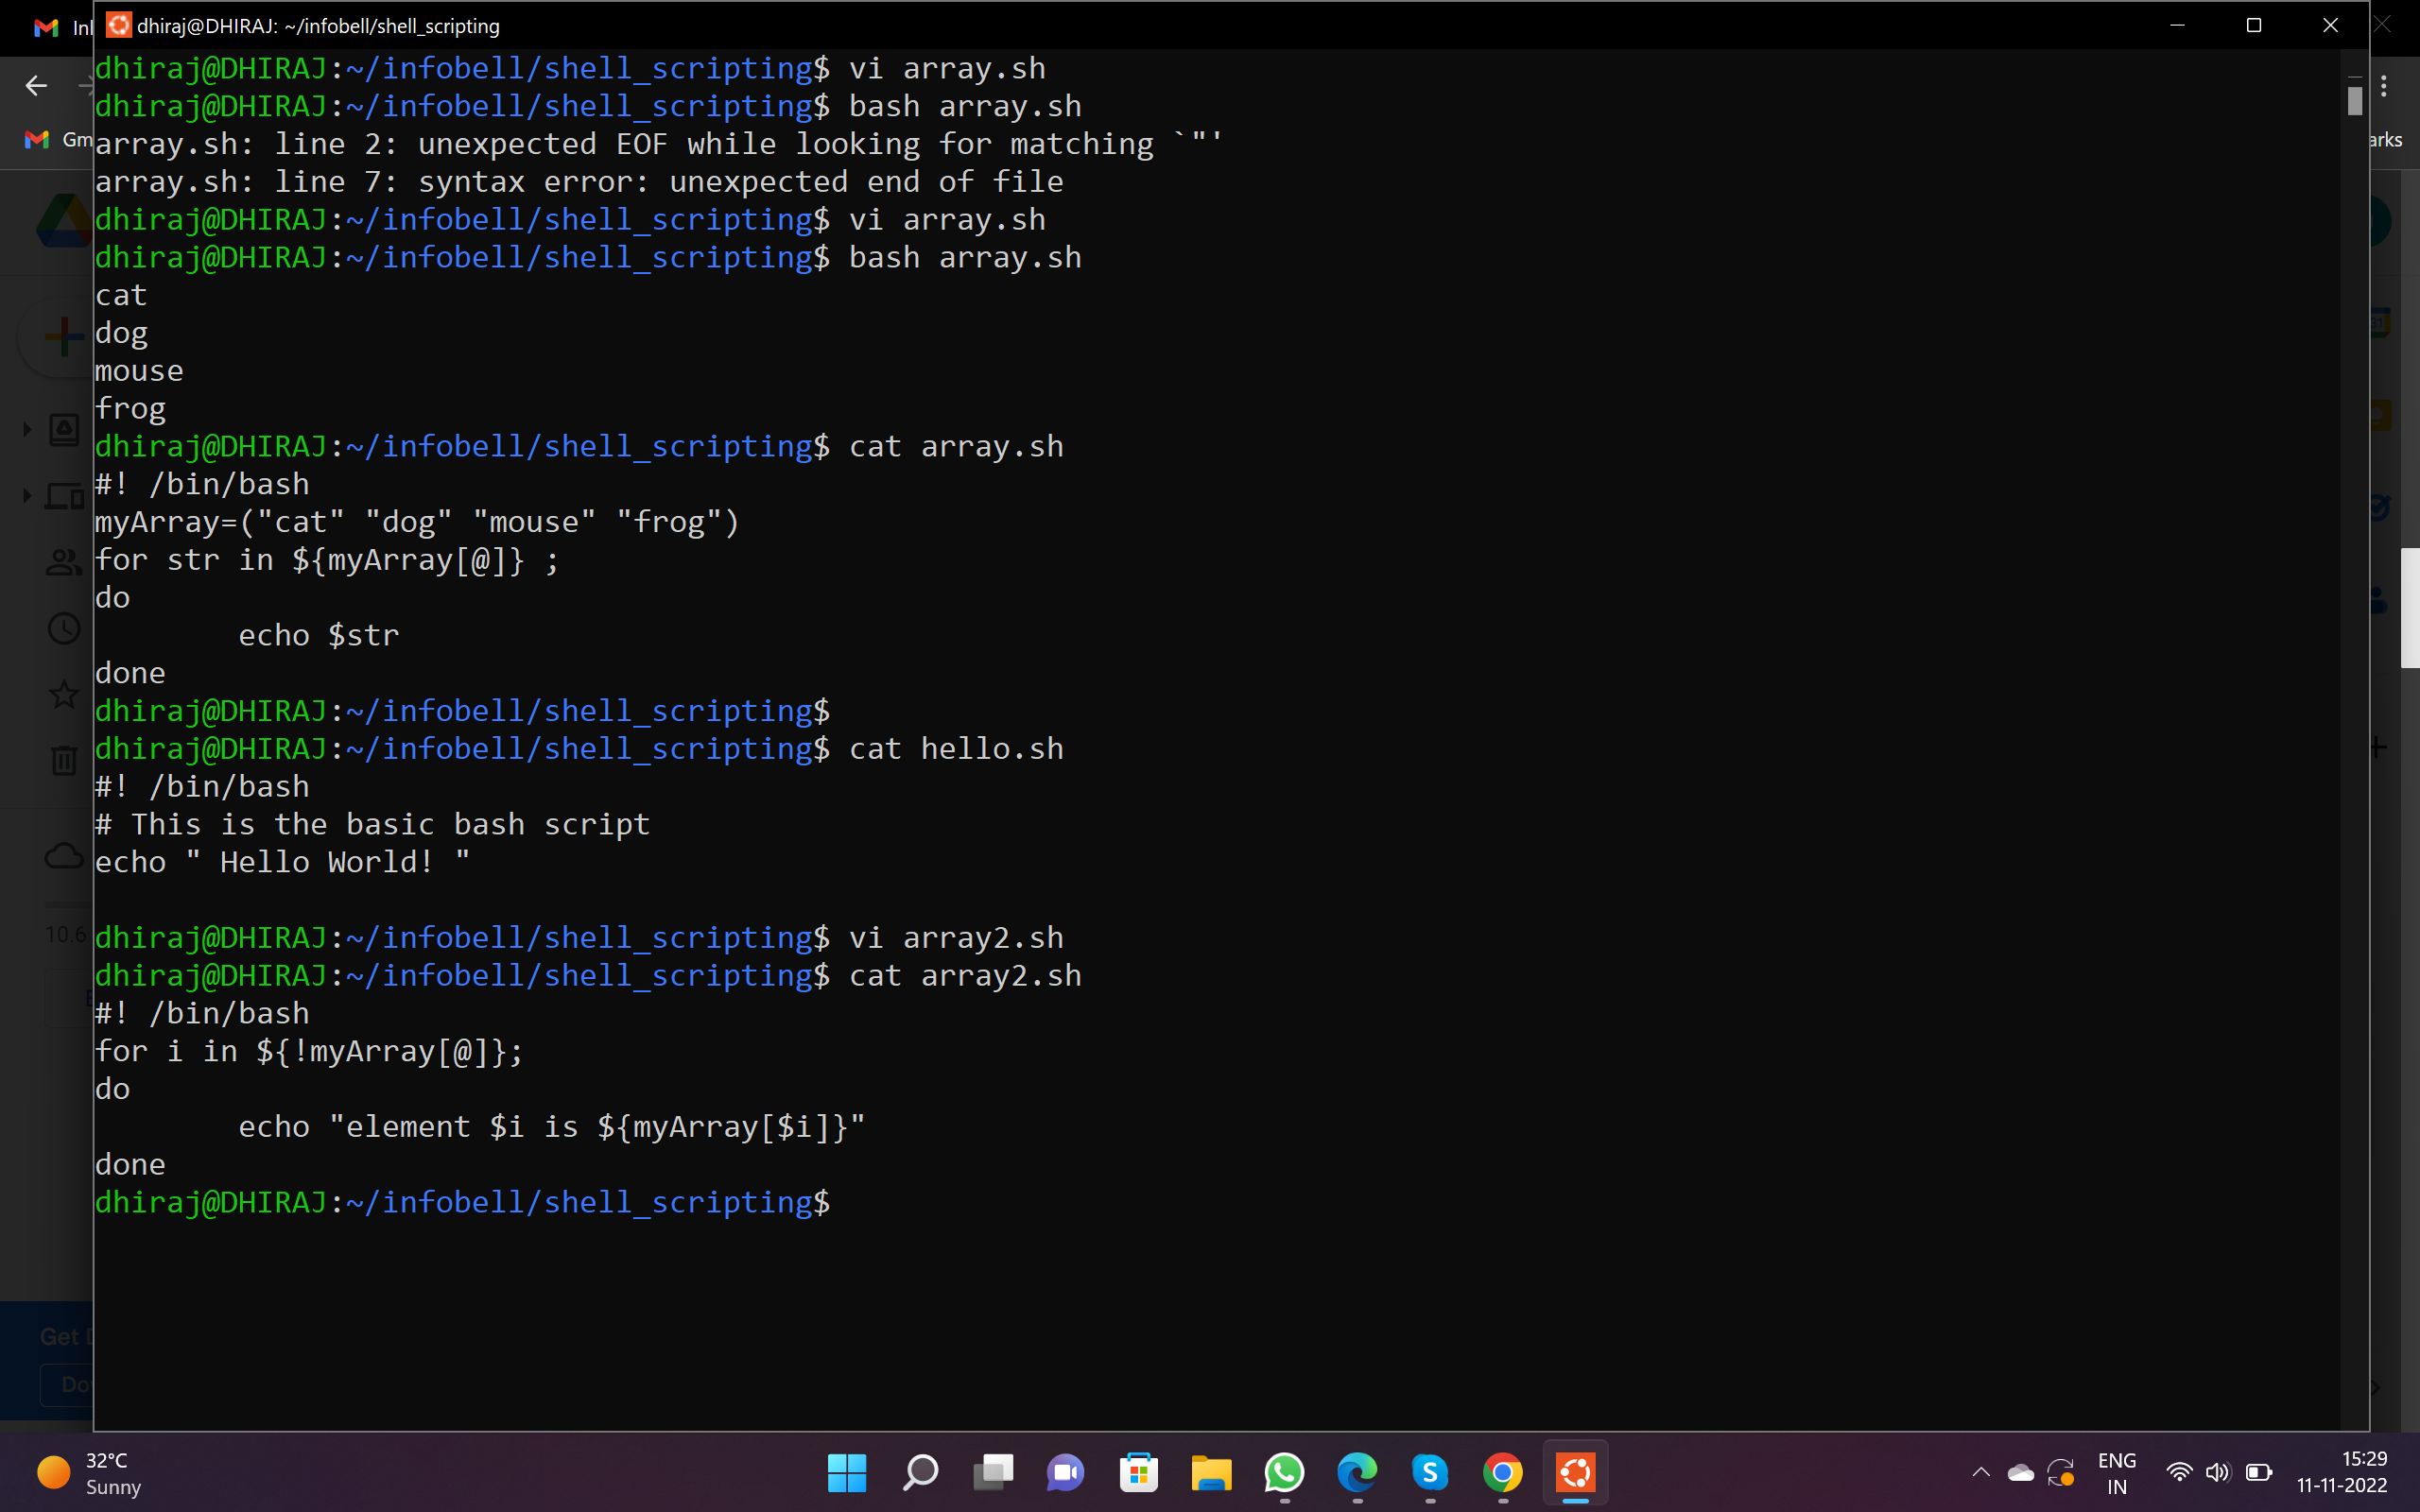 dhiraj@DHIRAJ: ~/infobell/shell_scripting
dhiraj@DHIRAJ:~/infobell/shell_scripting$ vi array.sh
dhiraj@DHIRAJ:~/infobell/shell_scripting$ bash array.sh
array.sh: line 2: unexpected EOF while looking for matching `"'
array.sh: line 7: syntax error: unexpected end of file
dhiraj@DHIRAJ:~/infobell/shell_scripting$ vi array.sh
dhiraj@DHIRAJ:~/infobell/shell_scripting$ bash array.sh
cat
dog
mouse
frog
dhiraj@DHIRAJ:~/infobell/shell_scripting$ cat array.sh
#! /bin/bash
myArray=("cat" "dog" "mouse" "frog")
for str in ${myArray[@]} ;
do
        echo $str
done
dhiraj@DHIRAJ:~/infobell/shell_scripting$
dhiraj@DHIRAJ:~/infobell/shell_scripting$ cat hello.sh
#! /bin/bash
# This is the basic bash script
echo " Hello World! "
dhiraj@DHIRAJ:~/infobell/shell_scripting$ vi array2.sh
dhiraj@DHIRAJ:~/infobell/shell_scripting$ cat array2.sh
#! /bin/bash
for i in ${!myArray[@]};
do
        echo "element $i is ${myArray[$i]}"
done
dhiraj@DHIRAJ:~/infobell/shell_scripting$
10.6
Get
32°C
Sunny
ENG
IN
15:29
11-11-2022